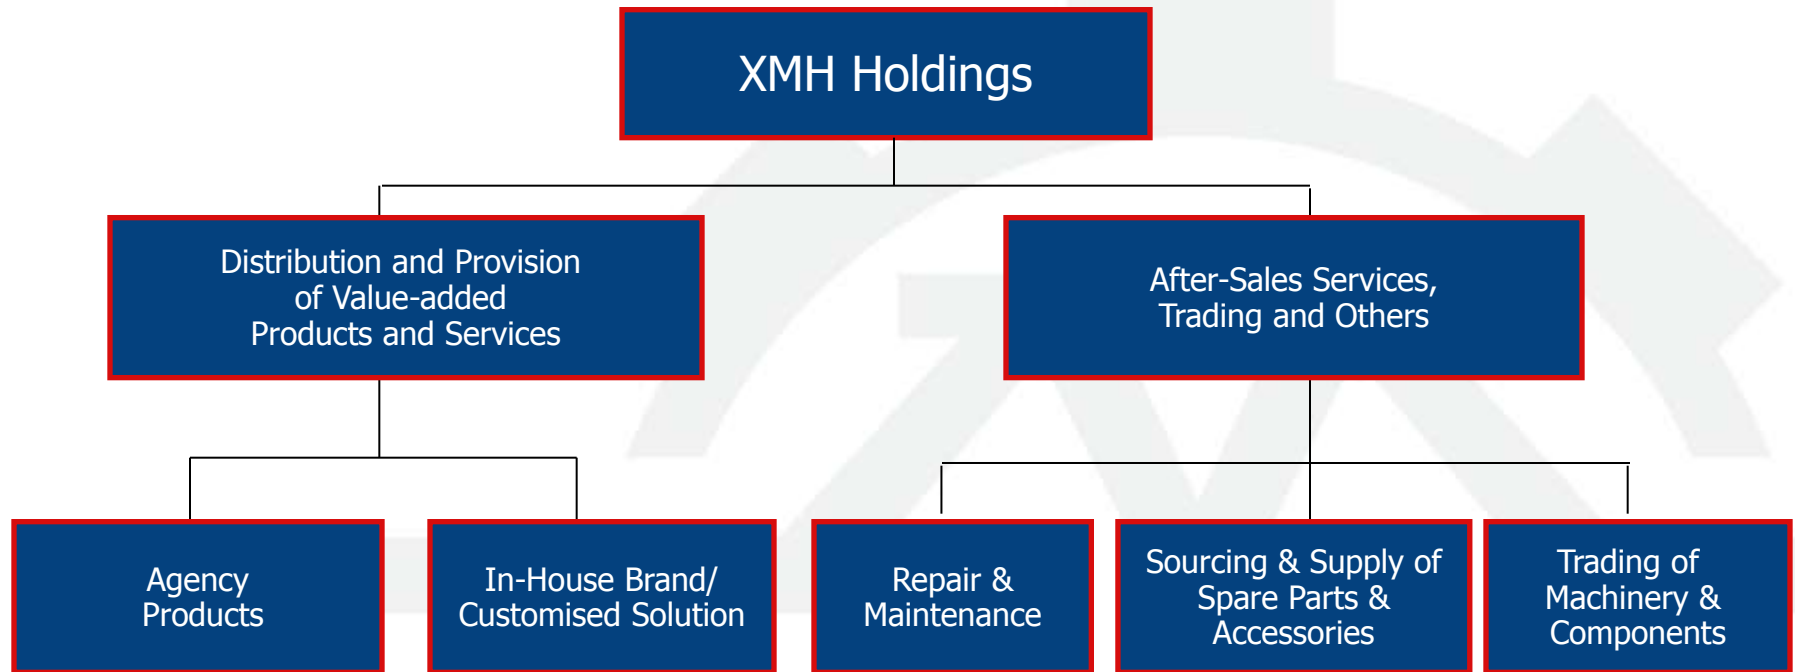 XMH Holdings
Distribution and Provision
of Value-added
Products and Services
After-Sales Services,
Trading and Others
Agency
Products
In-House Brand/
Customised Solution
Repair &
Maintenance
Sourcing & Supply of
Spare Parts &
Accessories
Trading of
Machinery &
Components